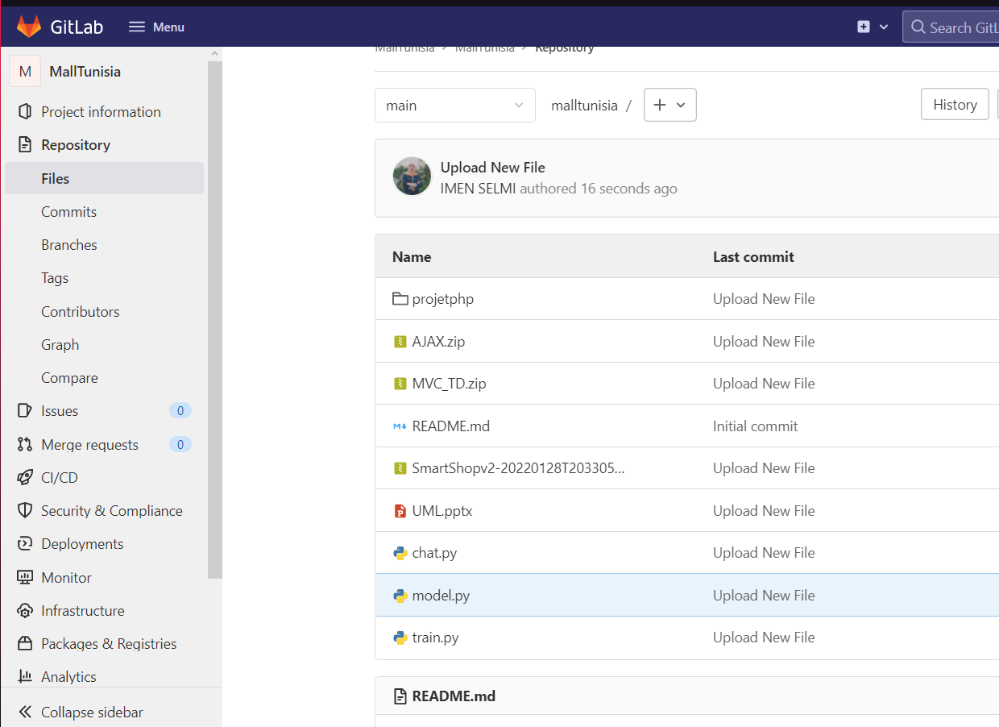 GitLab
Menu
Search GitL
M
MallTunisia
Project information
Repository
Files
Commits
Branches
Tags
Contributors
Graph
Compare
Issues 0
Merge requests 0
CI/CD
Security & Compliance
Deployments
Monitor
Infrastructure
Packages & Registries
Analytics
Collapse sidebar
MallTunisia > MallTunisia > Repository
main
malltunisia /
History
Upload New File
IMEN SELMI authored 16 seconds ago
Name Last commit
projetphp Upload New File
AJAX.zip Upload New File
MVC_TD.zip Upload New File
README.md Initial commit
SmartShopv2-20220128T203305... Upload New File
UML.pptx Upload New File
chat.py Upload New File
model.py Upload New File
train.py Upload New File
README.md